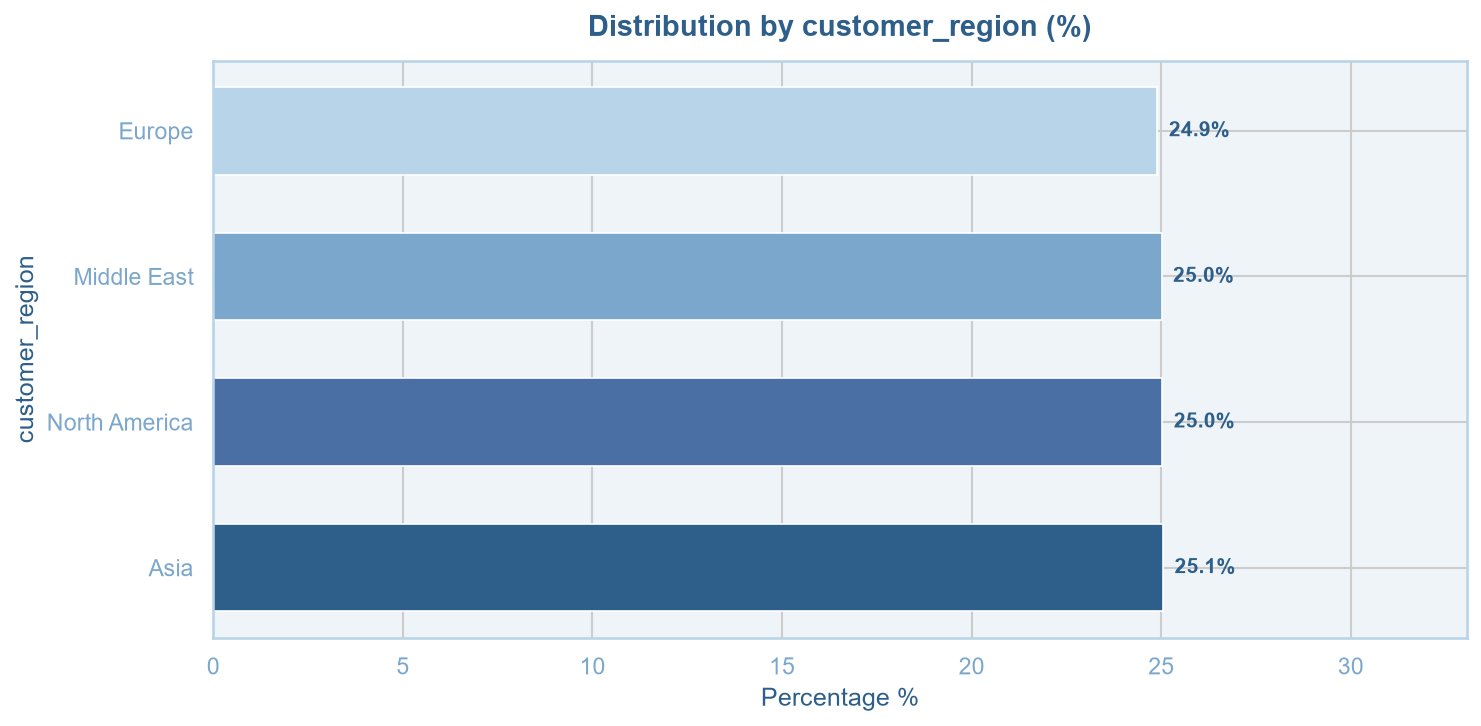 Distribution by customer_region (%)
customer_region
Europe
24.9%
Middle East
25.0%
North America
25.0%
Asia
25.1%
0 5 10 15 20 25 30
Percentage %